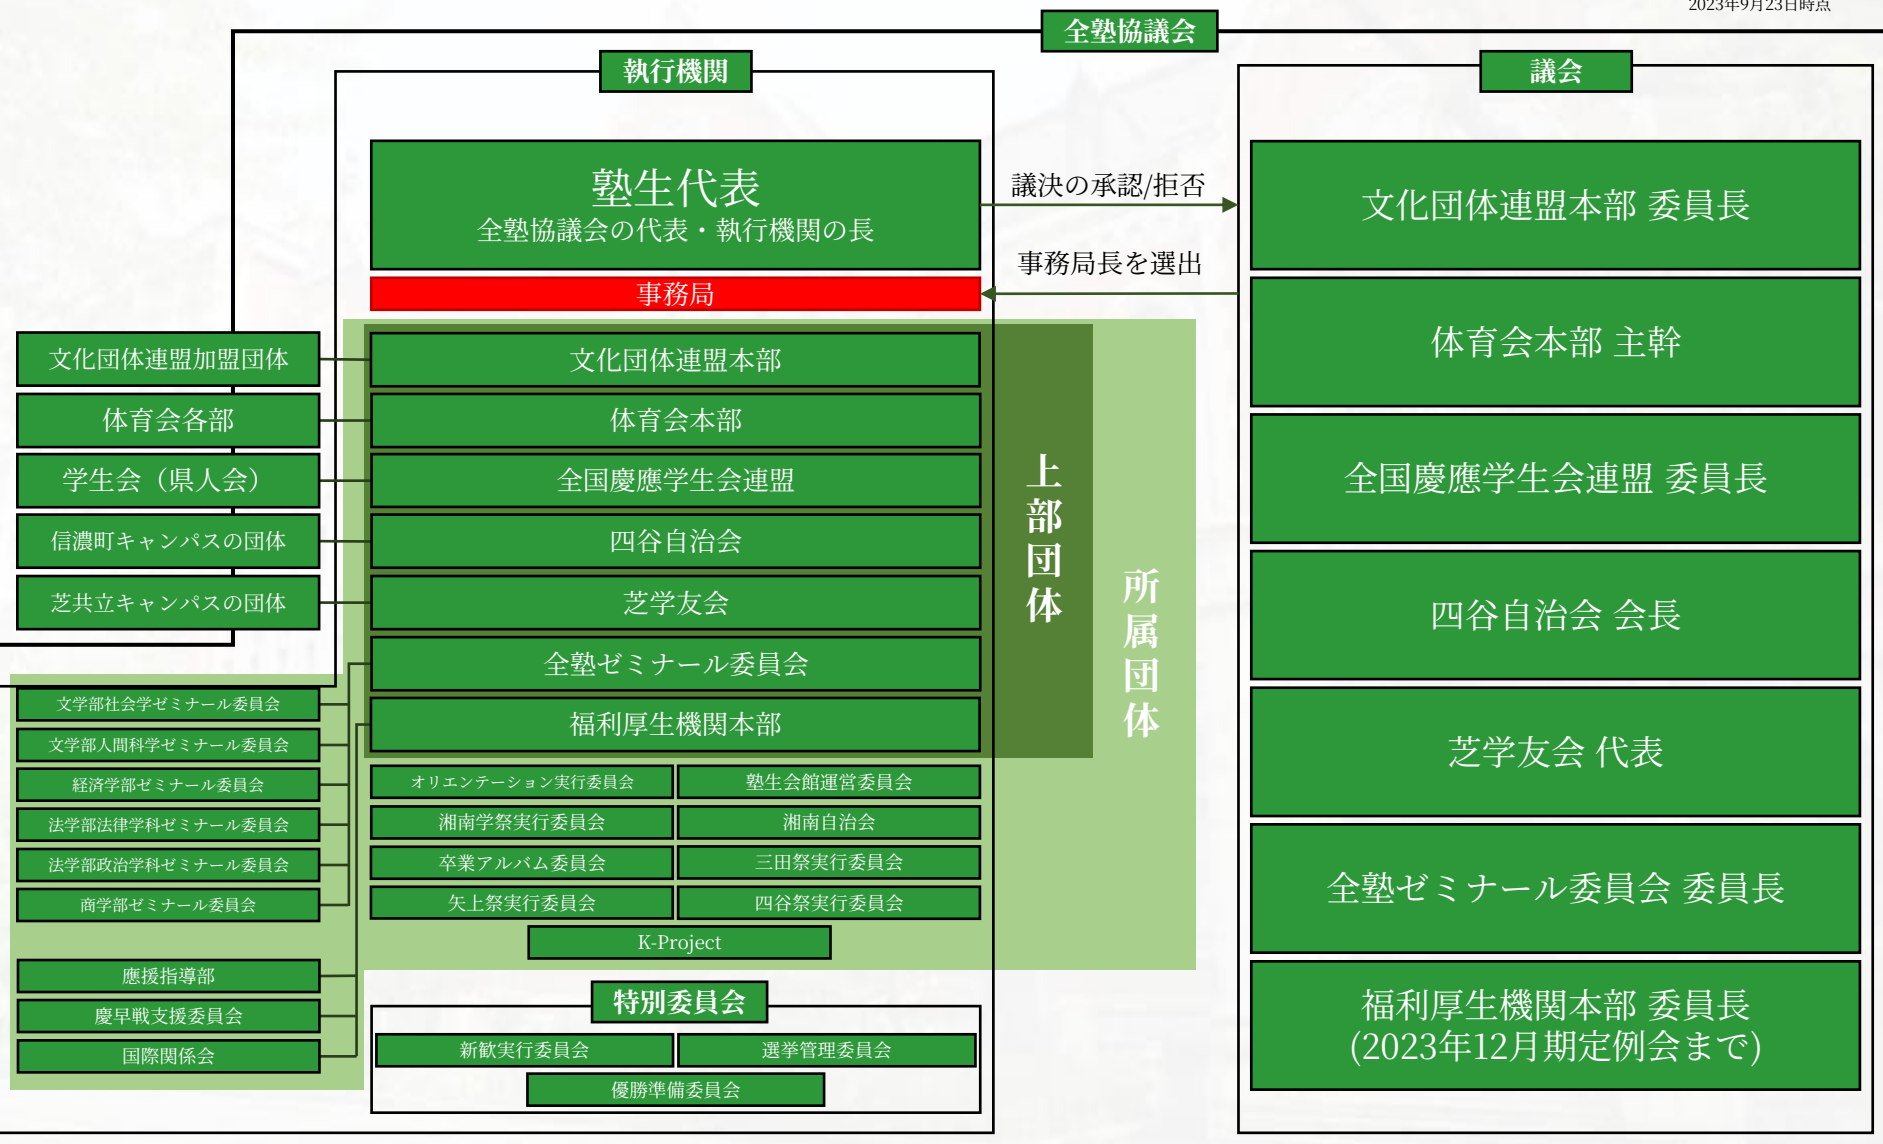 2023年9月23日時点
全塾協議会
執行機関
議会
塾生代表
全塾協議会の代表・執行機関の長
議決の承認/拒否
事務局長を選出
事務局
文化団体連盟加盟団体
体育会各部
学生会（県人会）
信濃町キャンパスの団体
芝共立キャンパスの団体
文化団体連盟本部
体育会本部
全国慶應学生会連盟
四谷自治会
芝学友会
全塾ゼミナール委員会
福利厚生機関本部
上部団体
所属団体
文学部社会学ゼミナール委員会
文学部人間科学ゼミナール委員会
経済学部ゼミナール委員会
法学部法律学科ゼミナール委員会
法学部政治学科ゼミナール委員会
商学部ゼミナール委員会
應援指導部
慶早戦支援委員会
国際関係会
オリエンテーション実行委員会
塾生会館運営委員会
湘南学祭実行委員会
湘南自治会
卒業アルバム委員会
三田祭実行委員会
矢上祭実行委員会
四谷祭実行委員会
K-Project
特別委員会
新歓実行委員会
選挙管理委員会
優勝準備委員会
文化団体連盟本部 委員長
体育会本部 主幹
全国慶應学生会連盟 委員長
四谷自治会 会長
芝学友会 代表
全塾ゼミナール委員会 委員長
福利厚生機関本部 委員長
(2023年12月期定例会まで)